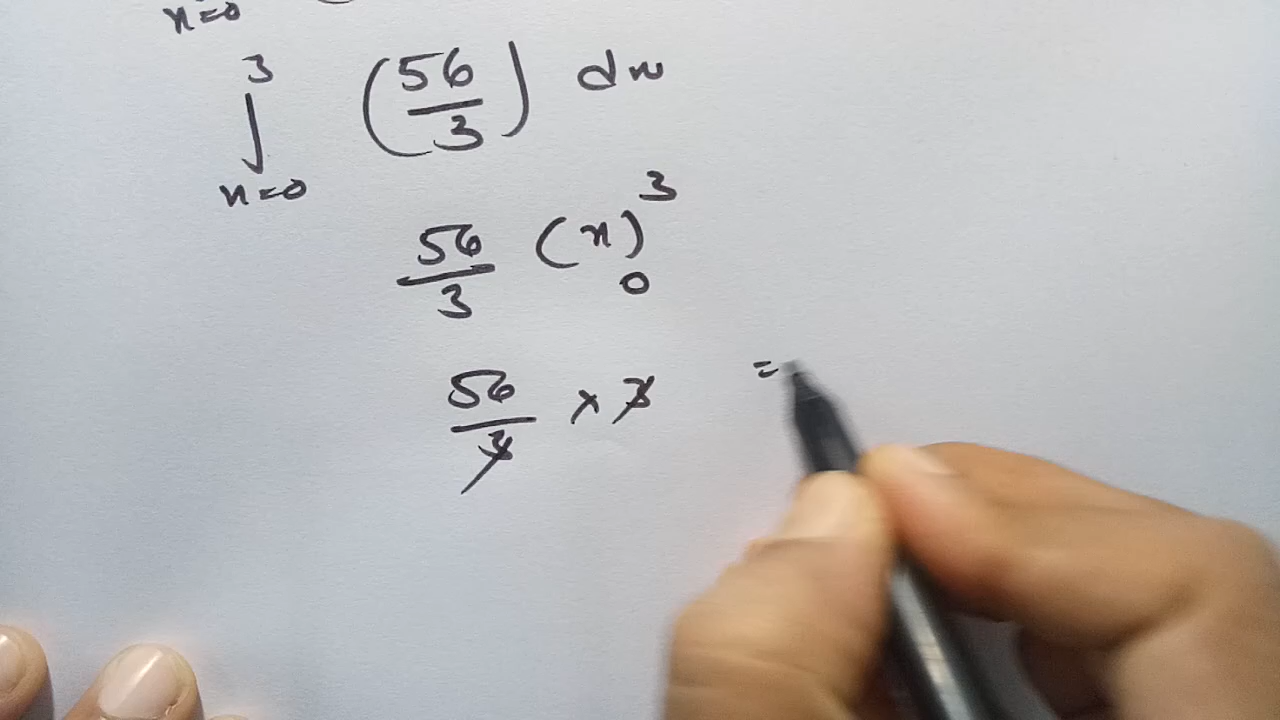 x=0
3
∫ (56/3) dx
x=0
56/3 (x)³₀
56/3 × 3 =